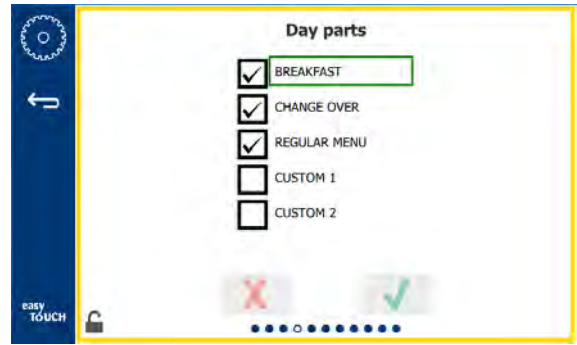 Day parts
BREAKFAST
CHANGE OVER
REGULAR MENU
CUSTOM 1
CUSTOM 2
easy
TOUCH